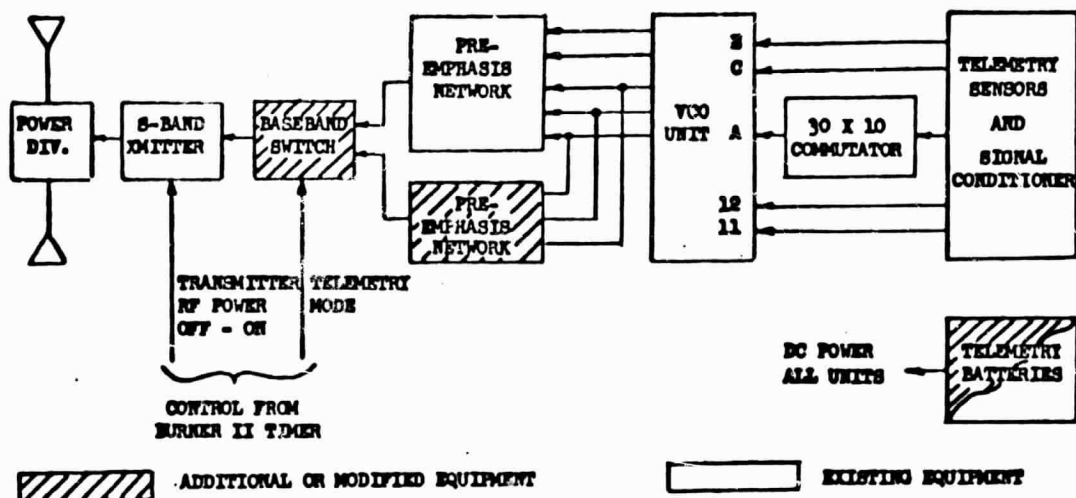 PRE-
EMPHASIS
NETWORK
E
C
VCO
UNIT
A
12
11
TELEMETRY
SENSORS
AND
SIGNAL
CONDITIONER
30 X 10
COMMUTATOR
POWER
DIV.
S-BAND
XMITTER
BASEBAND
SWITCH
PRE-
EMPHASIS
NETWORK
TRANSMITTER
RF POWER
OFF - ON
TELEMETRY
MODE
CONTROL FROM
BURNER II TIMER
DC POWER
ALL UNITS
TELEMETRY
BATTERIES
ADDITIONAL OR MODIFIED EQUIPMENT
EXISTING EQUIPMENT